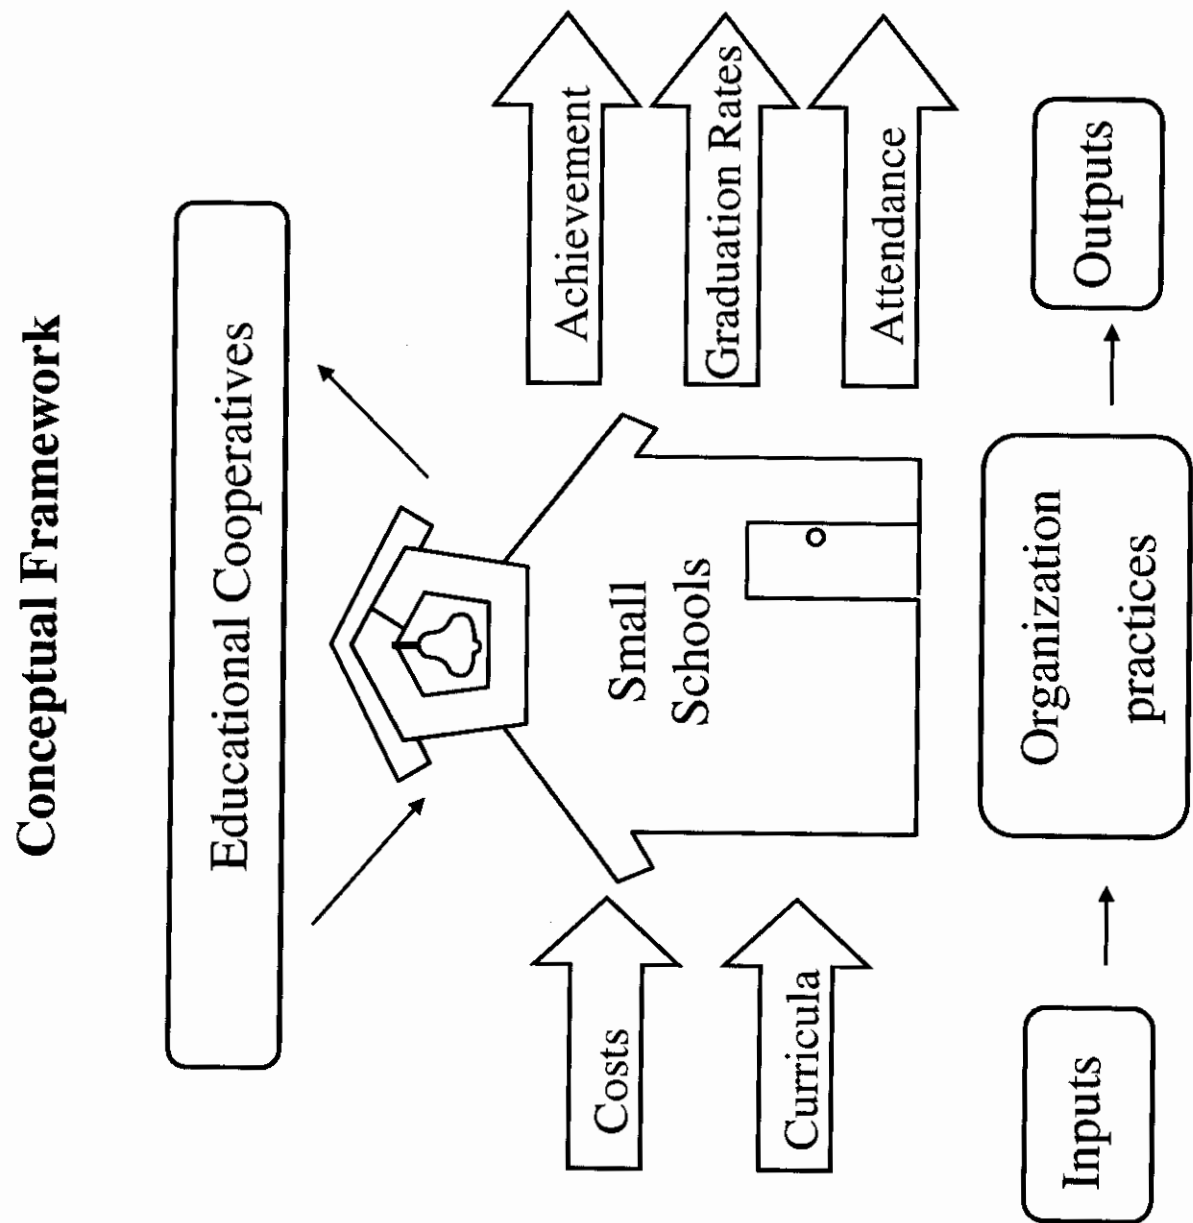 Conceptual Framework
Educational Cooperatives
Costs
Curricula
Small
Schools
Achievement
Graduation Rates
Attendance
Inputs
Organization
practices
Outputs